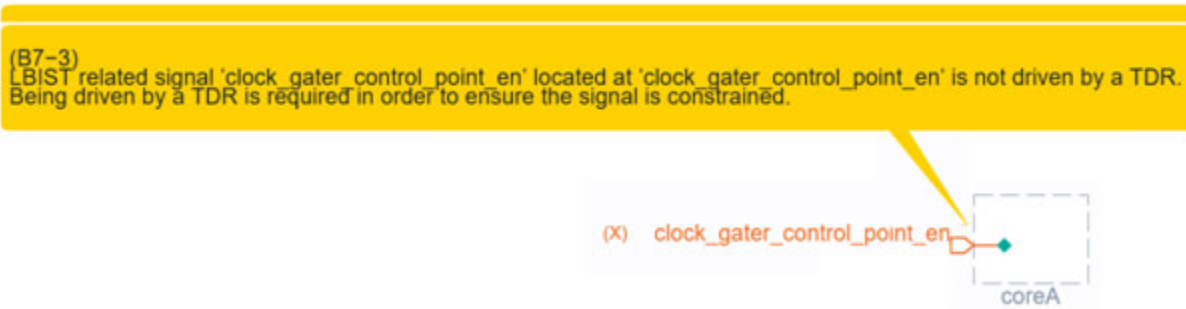 (B7−3)
LBIST related signal 'clock_gater_control_point_en' located at 'clock_gater_control_point_en' is not driven by a TDR.
Being driven by a TDR is required in order to ensure the signal is constrained.
(X) clock_gater_control_point_en
coreA